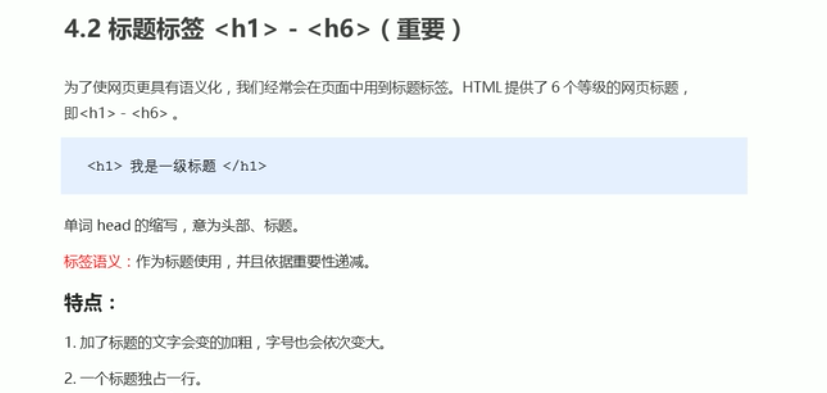 4.2 标题标签 <h1> - <h6>（重要）
为了使网页更具有语义化，我们经常会在页面中用到标题标签。HTML 提供了 6 个等级的网页标题，
即<h1> - <h6> 。
<h1> 我是一级标题 </h1>
单词 head 的缩写，意为头部、标题。
标签语义：作为标题使用，并且依据重要性递减。
特点：
1. 加了标题的文字会变的加粗，字号也会依次变大。
2. 一个标题独占一行。